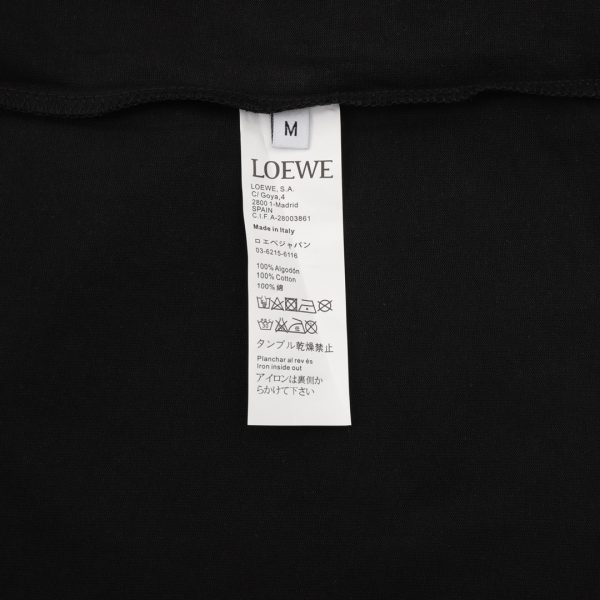 M
LOEWE
LOEWE, S.A.
C/ Goya,4
2800 1-Madrid
SPAIN
C.I.F. A-28003861
Made in Italy
ロエベジャパン
03-6215-6116
100% Algodón
100% Cotton
100% 綿
タンブル乾燥禁止
Planchar al rev és
Iron inside out
アイロンは裏側か
らかけて下さい